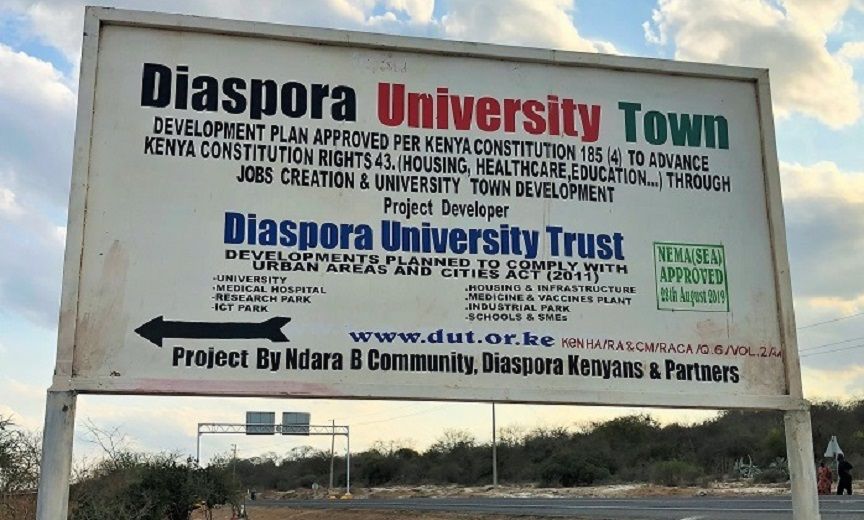 Diaspora University Town
DEVELOPMENT PLAN APPROVED PER KENYA CONSTITUTION 185 (4) TO ADVANCE
KENYA CONSTITUTION RIGHTS 43. (HOUSING, HEALTHCARE, EDUCATION...) THROUGH
JOBS CREATION & UNIVERSITY TOWN DEVELOPMENT
Project Developer
Diaspora University Trust
DEVELOPMENTS PLANNED TO COMPLY WITH
URBAN AREAS AND CITIES ACT (2011)
-UNIVERSITY
-MEDICAL HOSPITAL
-RESEARCH PARK
-ICT PARK
-HOUSING & INFRASTRUCTURE
-MEDICINE & VACCINES PLANT
-INDUSTRIAL PARK
-SCHOOLS & SMEs
NEMA(SEA)
APPROVED
28th August 2019
www.dut.or.ke
KENHA/RA&CM/RACA/Q.6/VOL.2/
Project By Ndara B Community, Diaspora Kenyans & Partners